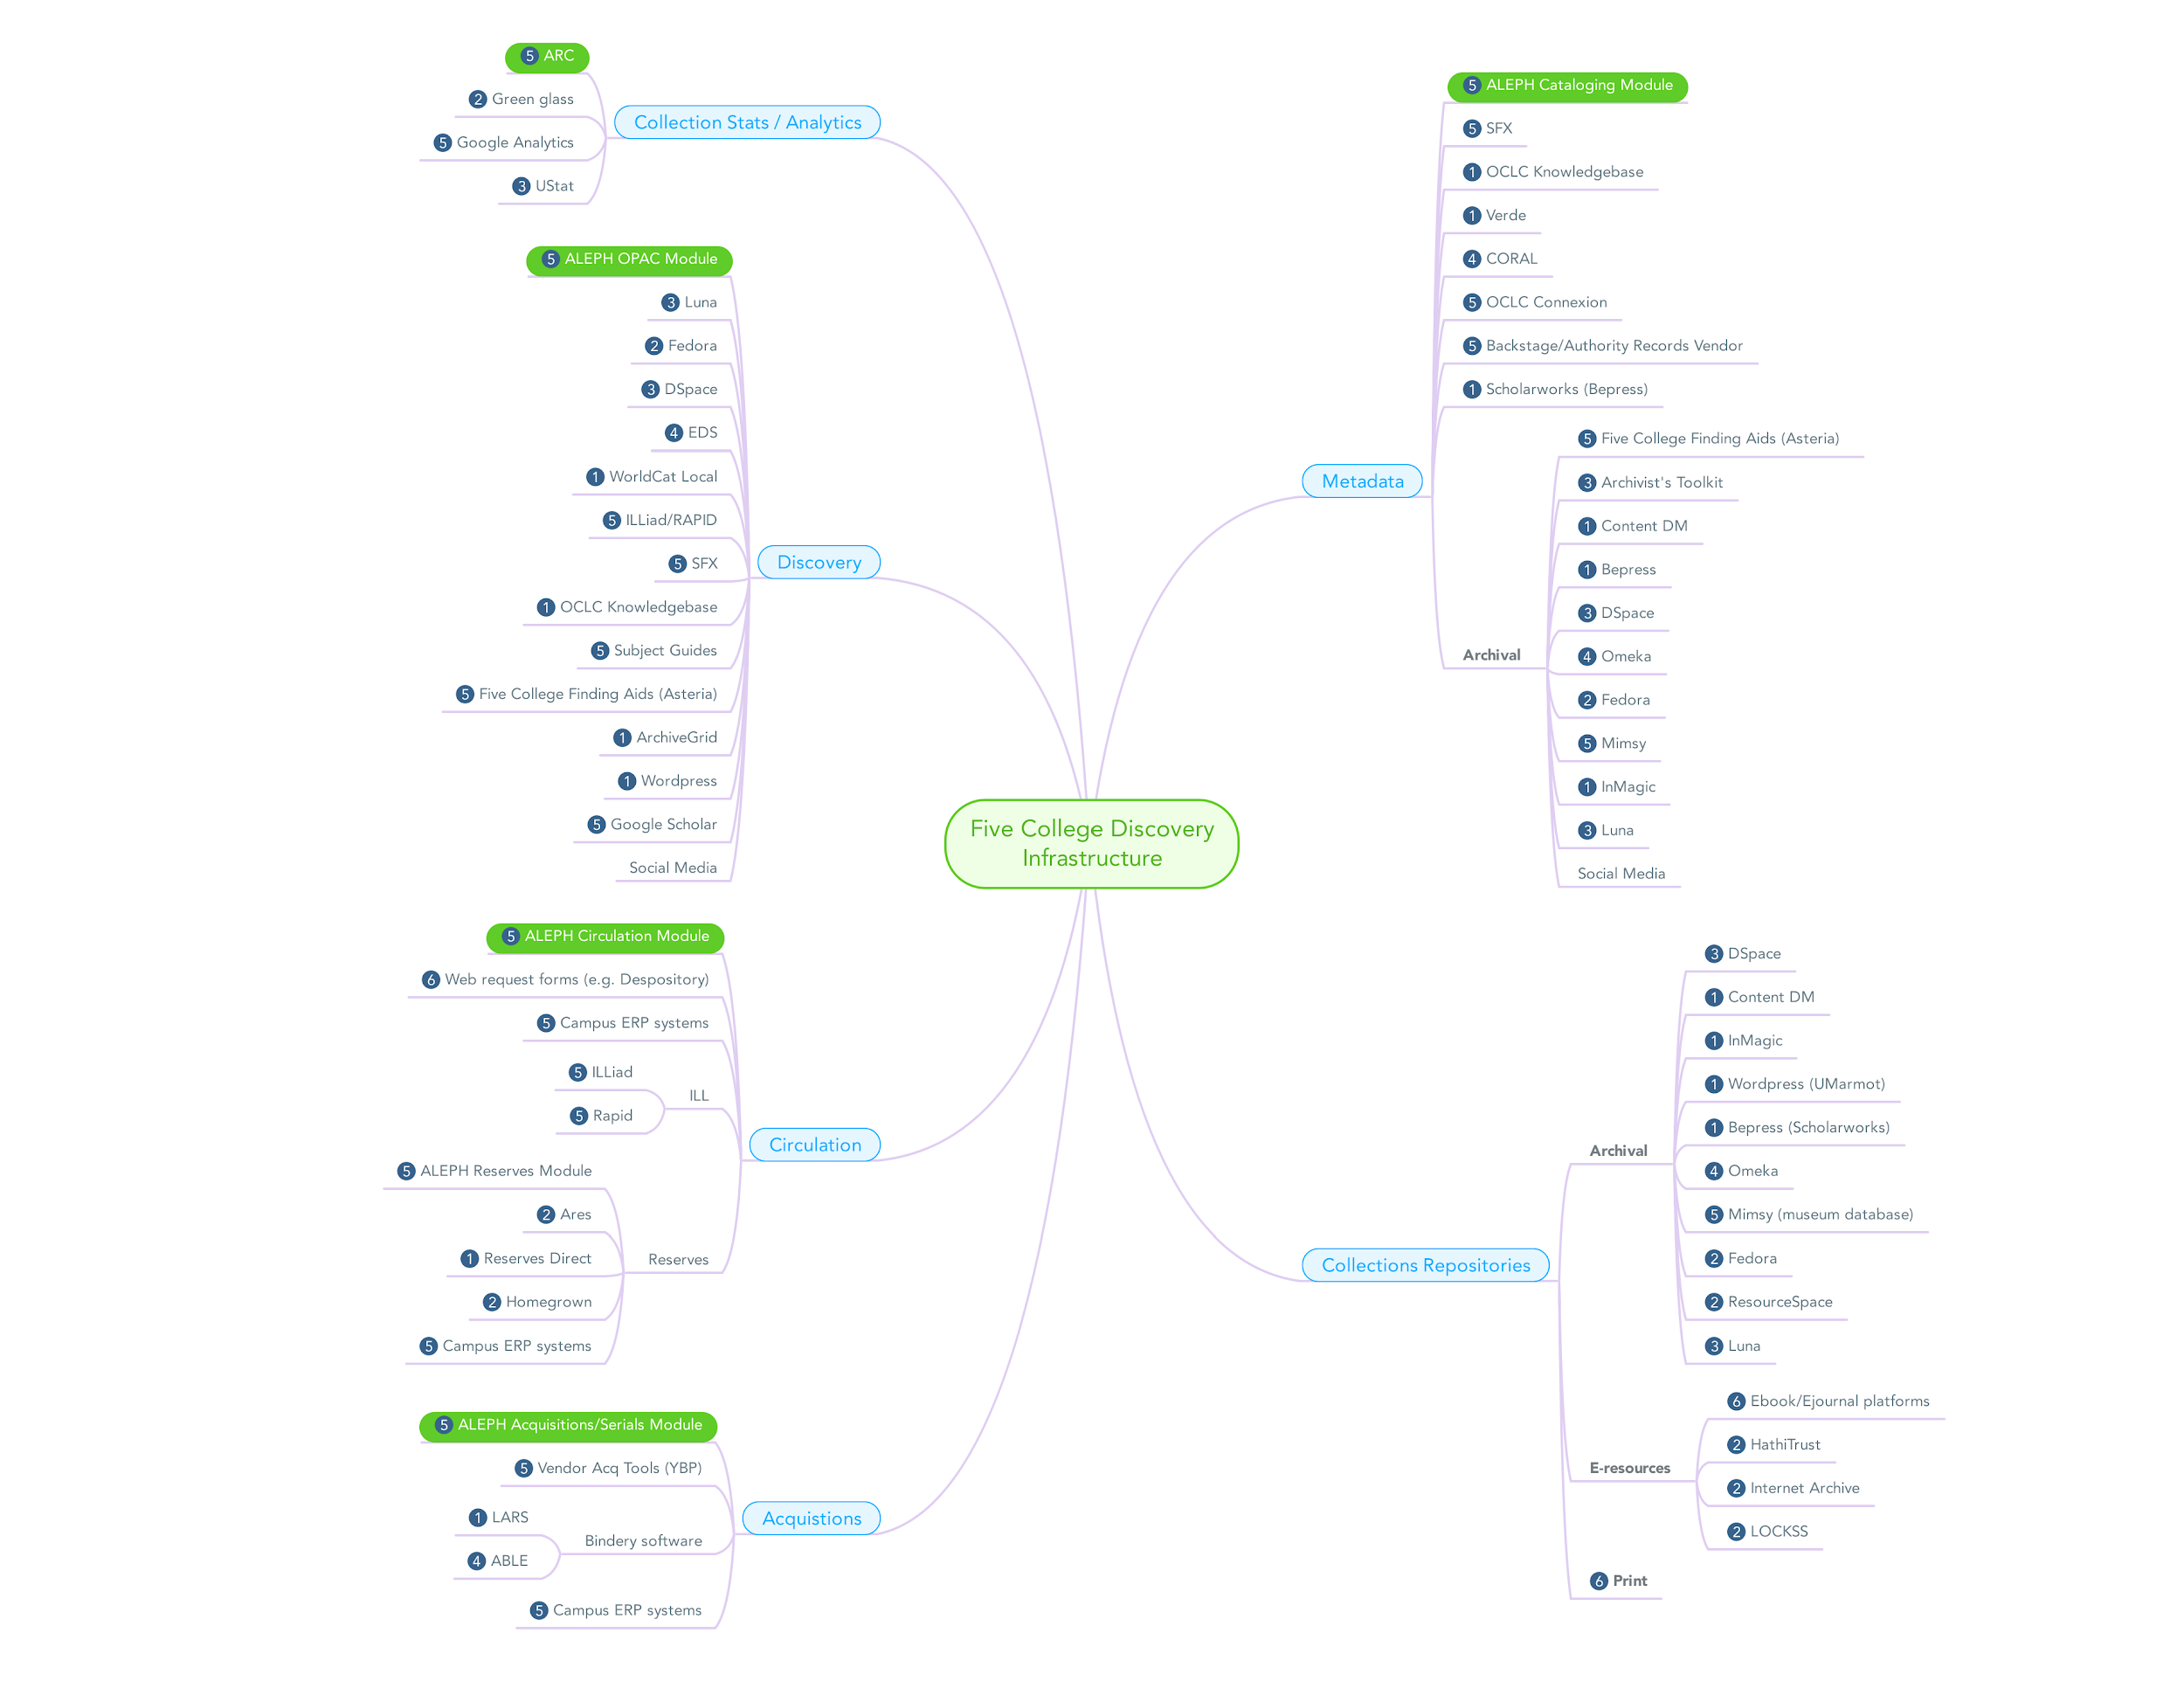 5 ARC
2 Green glass
5 Google Analytics
3 UStat
Collection Stats / Analytics
5 ALEPH OPAC Module
3 Luna
2 Fedora
3 DSpace
4 EDS
1 WorldCat Local
5 ILLiad/RAPID
5 SFX
1 OCLC Knowledgebase
5 Subject Guides
5 Five College Finding Aids (Asteria)
1 ArchiveGrid
1 Wordpress
5 Google Scholar
Social Media
Discovery
5 ALEPH Circulation Module
6 Web request forms (e.g. Despository)
5 Campus ERP systems
5 ILLiad
5 Rapid
ILL
5 ALEPH Reserves Module
2 Ares
1 Reserves Direct
2 Homegrown
5 Campus ERP systems
Reserves
Circulation
5 ALEPH Acquisitions/Serials Module
5 Vendor Acq Tools (YBP)
1 LARS
4 ABLE
Bindery software
5 Campus ERP systems
Acquistions
Five College Discovery
Infrastructure
Metadata
5 ALEPH Cataloging Module
5 SFX
1 OCLC Knowledgebase
1 Verde
4 CORAL
5 OCLC Connexion
5 Backstage/Authority Records Vendor
1 Scholarworks (Bepress)
Archival
5 Five College Finding Aids (Asteria)
3 Archivist's Toolkit
1 Content DM
1 Bepress
3 DSpace
4 Omeka
2 Fedora
5 Mimsy
1 InMagic
3 Luna
Social Media
Collections Repositories
Archival
3 DSpace
1 Content DM
1 InMagic
1 Wordpress (UMarmot)
1 Bepress (Scholarworks)
4 Omeka
5 Mimsy (museum database)
2 Fedora
2 ResourceSpace
3 Luna
E-resources
6 Ebook/Ejournal platforms
2 HathiTrust
2 Internet Archive
2 LOCKSS
6 Print